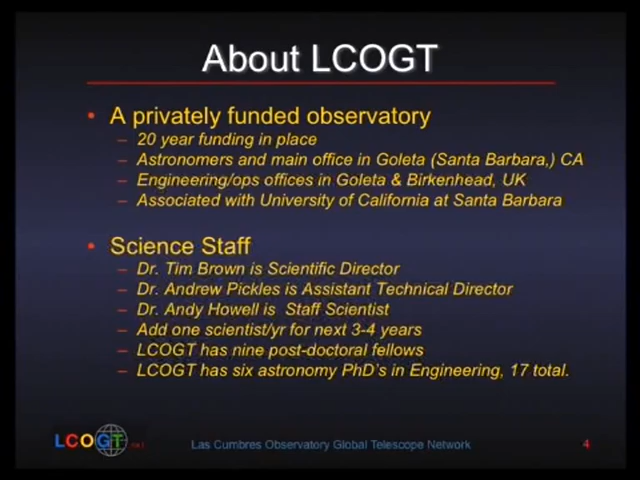 About LCOGT
• A privately funded observatory
– 20 year funding in place
– Astronomers and main office in Goleta (Santa Barbara,) CA
– Engineering/ops offices in Goleta & Birkenhead, UK
– Associated with University of California at Santa Barbara
• Science Staff
– Dr. Tim Brown is Scientific Director
– Dr. Andrew Pickles is Assistant Technical Director
– Dr. Andy Howell is Staff Scientist
– Add one scientist/yr for next 3-4 years
– LCOGT has nine post-doctoral fellows
– LCOGT has six astronomy PhD's in Engineering, 17 total.
LCOGT
Las Cumbres Observatory Global Telescope Network
4